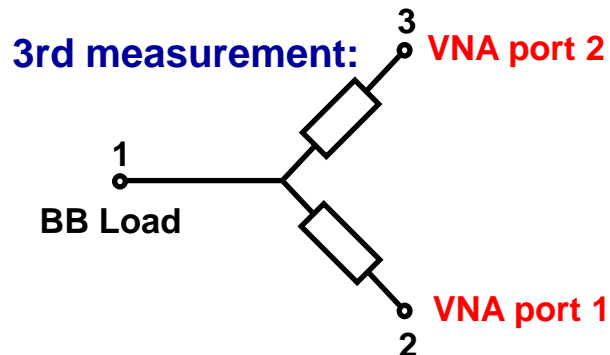 3
3rd measurement:
VNA port 2
1
BB Load
VNA port 1
2